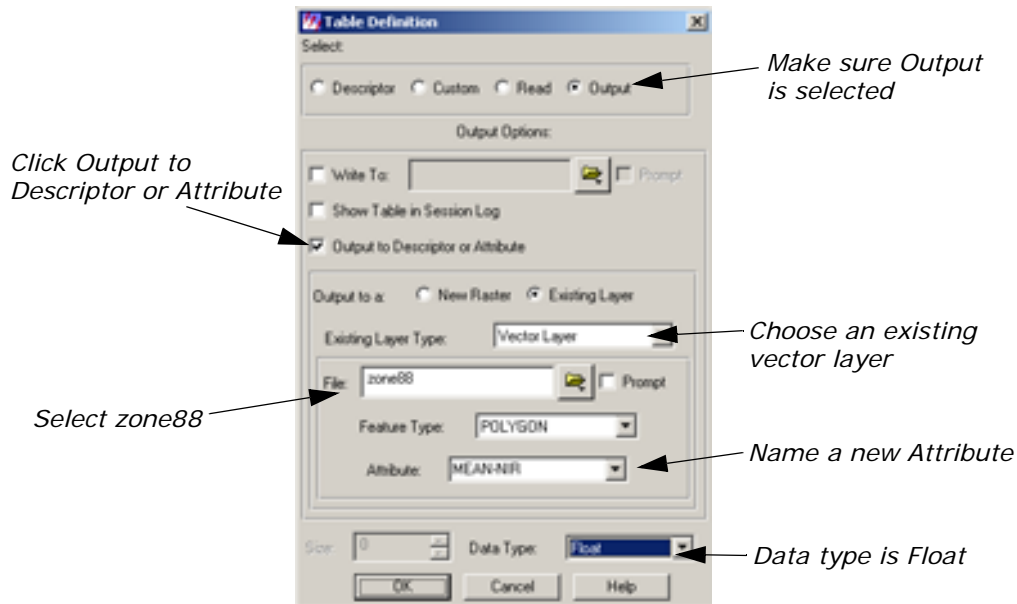 Table Definition
Select:
Make sure Output
is selected
Descriptor Custom Read Output
Output Options:
Click Output to
Descriptor or Attribute
Write To: Prompt
Show Table in Session Log
Output to Descriptor or Attribute
Output to a: New Raster Existing Layer
Existing Layer Type: Vector Layer
Choose an existing
vector layer
File: zone88 Prompt
Select zone88
Feature Type: POLYGON
Attribute: MEAN-NIR
Name a new Attribute
Size: 0 Data Type: Float
Data type is Float
OK Cancel Help